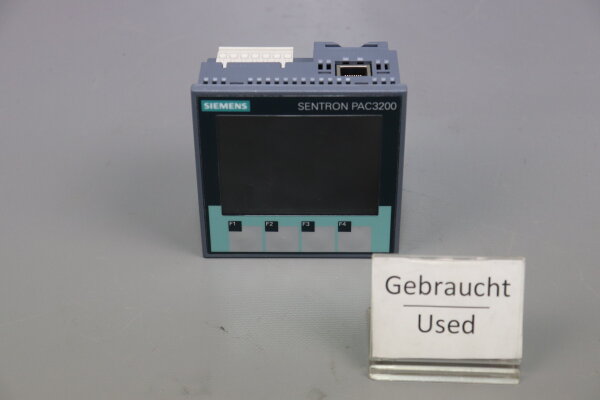 SIEMENS
SENTRON PAC3200
F1 F2 F3 F4
Gebraucht
Used